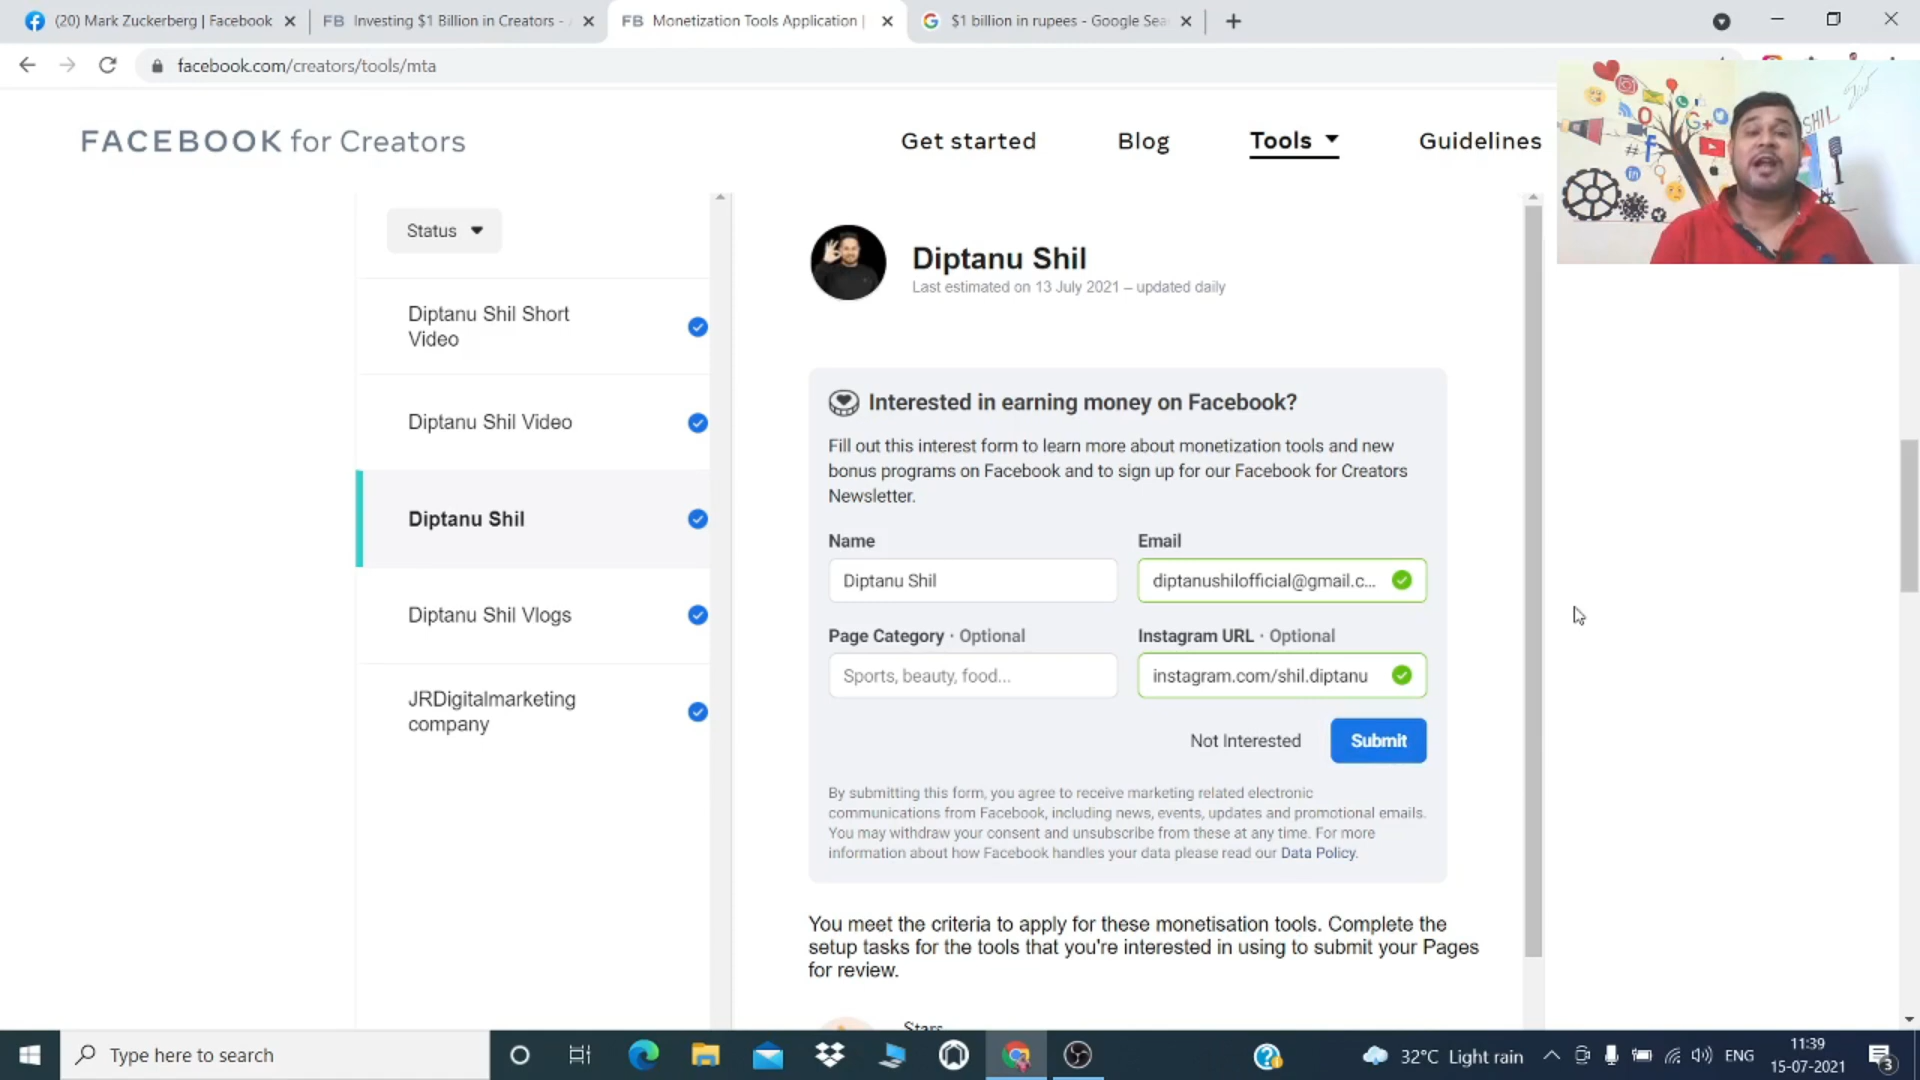 (20) Mark Zuckerberg | Facebook
FB Investing $1 Billion in Creators -
FB Monetization Tools Application |
$1 billion in rupees - Google Sea
facebook.com/creators/tools/mta
FACEBOOK for Creators
Get started
Blog
Tools
Guidelines
SHIL
Status
Diptanu Shil Short
Video
Diptanu Shil Video
Diptanu Shil
Diptanu Shil Vlogs
JRDigitalmarketing
company
Diptanu Shil
Last estimated on 13 July 2021 – updated daily
Interested in earning money on Facebook?
Fill out this interest form to learn more about monetization tools and new
bonus programs on Facebook and to sign up for our Facebook for Creators
Newsletter.
Name
Email
Diptanu Shil
diptanushilofficial@gmail.c...
Page Category · Optional
Instagram URL · Optional
Sports, beauty, food...
instagram.com/shil.diptanu
Not Interested
Submit
By submitting this form, you agree to receive marketing related electronic
communications from Facebook, including news, events, updates and promotional emails.
You may withdraw your consent and unsubscribe from these at any time. For more
information about how Facebook handles your data please read our Data Policy.
You meet the criteria to apply for these monetisation tools. Complete the
setup tasks for the tools that you're interested in using to submit your Pages
for review.
Stars
Type here to search
32°C Light rain
ENG
11:39
15-07-2021
3